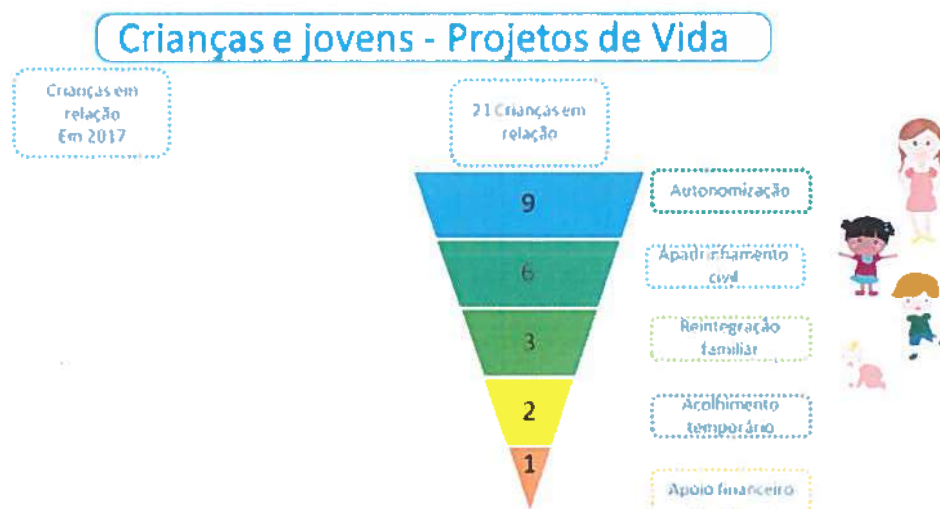 Crianças e jovens - Projetos de Vida
Crianças em
relação
Em 2017
21 Crianças em
relação
9
Autonomização
6
Apadrinhamento
civil
3
Reintegração
familiar
2
Acolhimento
temporário
1
Apoio financeiro